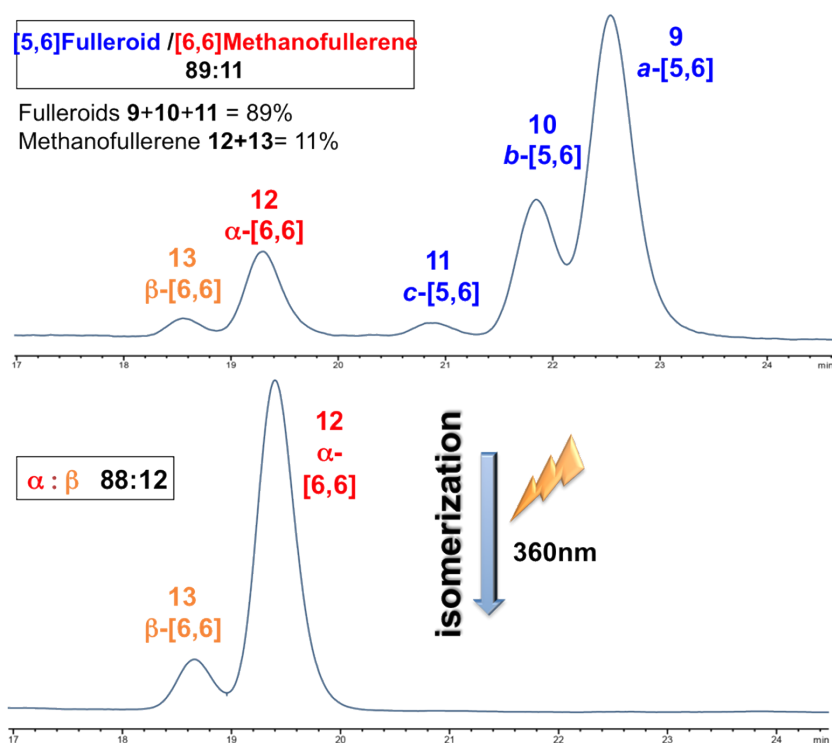 [5,6]Fulleroid /[6,6]Methanofullerene
89:11
Fulleroids 9+10+11 = 89%
Methanofullerene 12+13= 11%
13
β-[6,6]
12
α-[6,6]
11
c-[5,6]
10
b-[5,6]
9
a-[5,6]
17 18 19 20 21 22 23 24 min
α : β 88:12
13
β-[6,6]
12
α-
[6,6]
isomerization
360nm
17 18 19 20 21 22 23 24 min